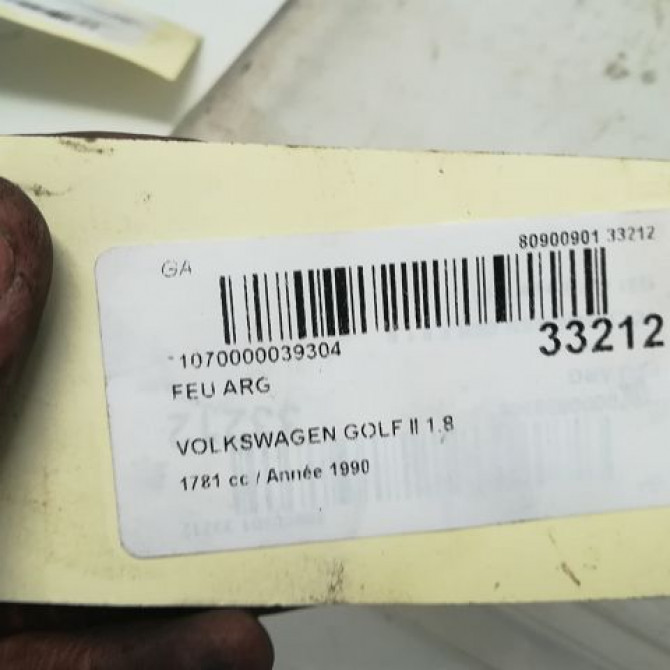 80900901 33212
GA
-1070000039304
33212
FEU ARG
VOLKSWAGEN GOLF II 1.8
1781 cc / Année 1990